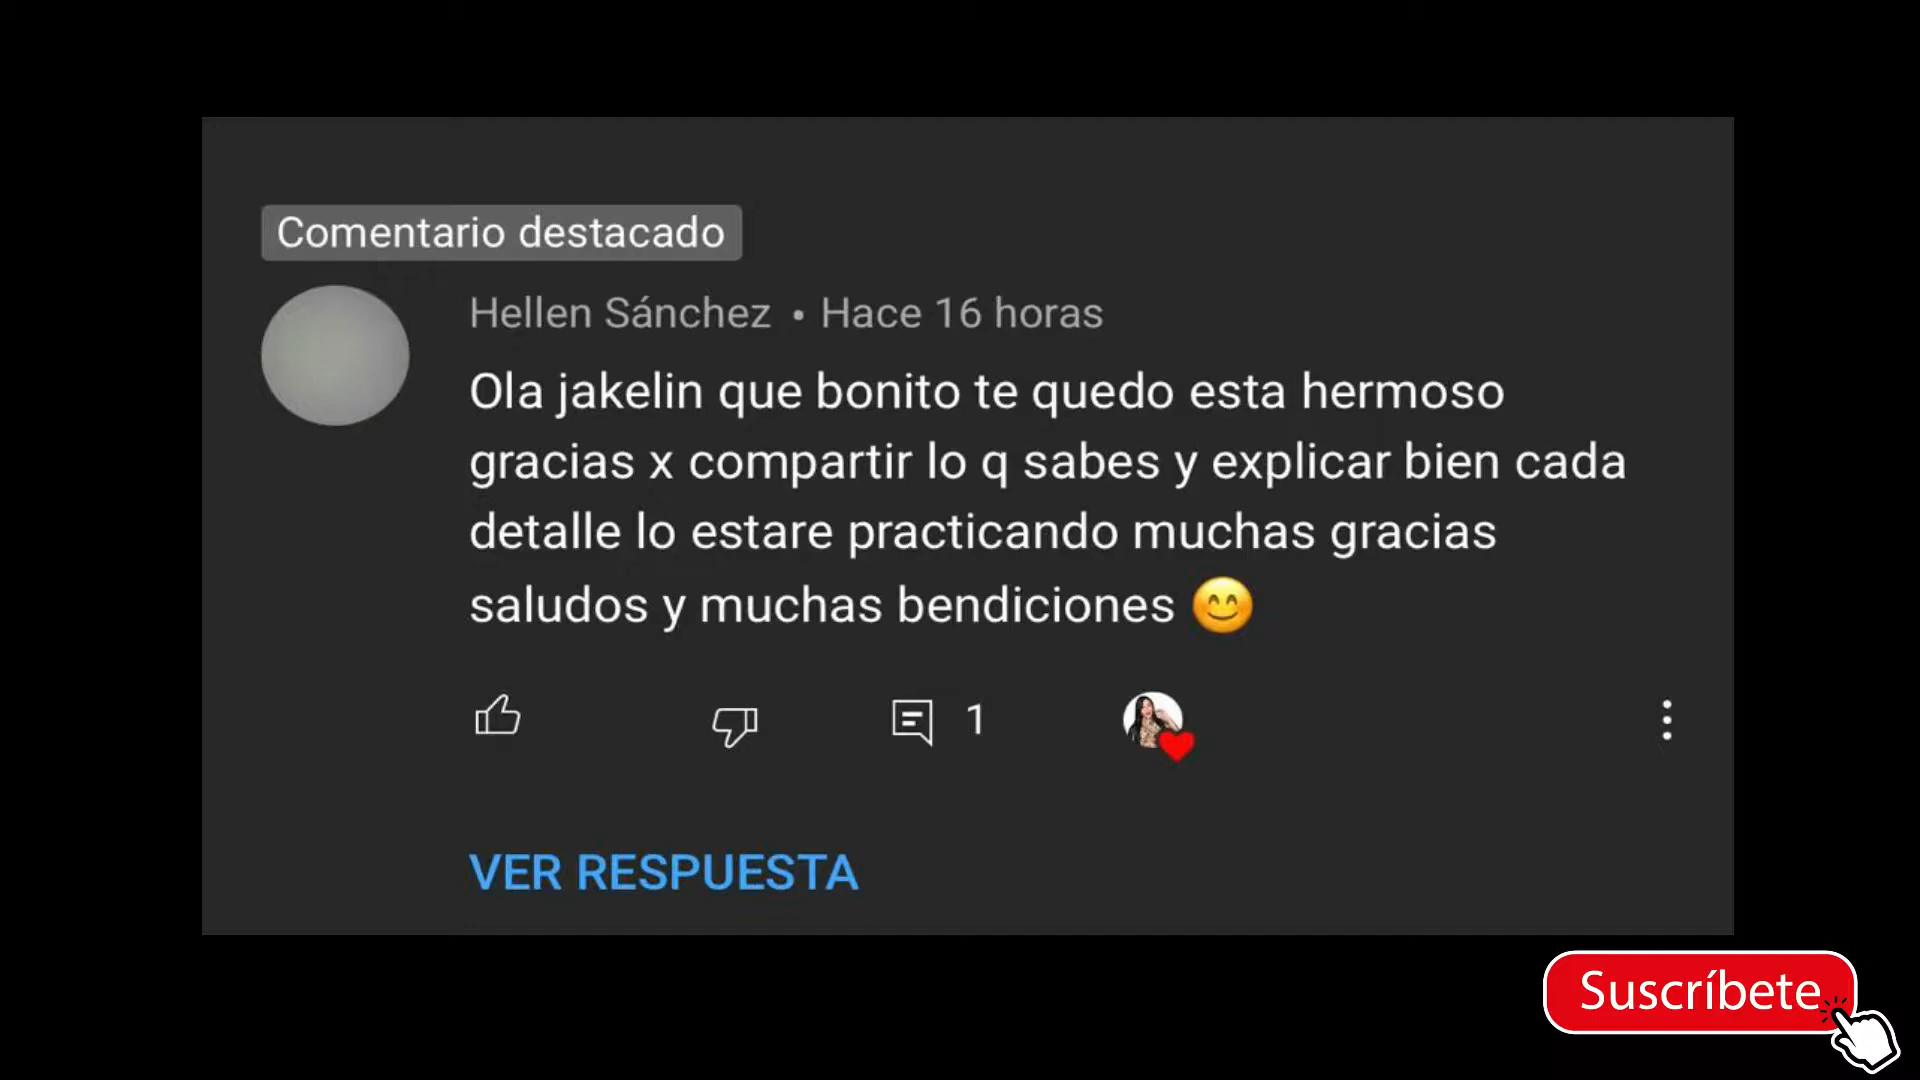 Comentario destacado
Hellen Sánchez • Hace 16 horas
Ola jakelin que bonito te quedo esta hermoso
gracias x compartir lo q sabes y explicar bien cada
detalle lo estare practicando muchas gracias
saludos y muchas bendiciones 😊
1
VER RESPUESTA
Suscríbete